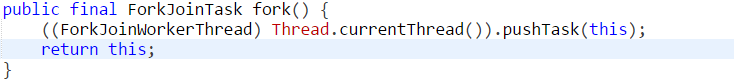 public final ForkJoinTask fork() {
    ((ForkJoinWorkerThread) Thread.currentThread()).pushTask(this);
    return this;
}